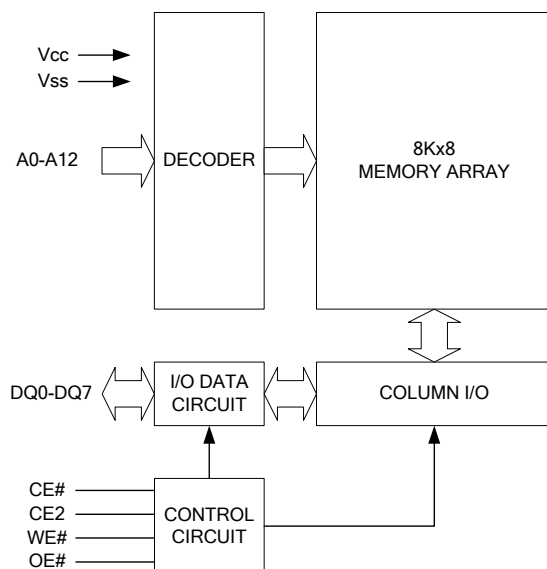 Vcc
Vss
A0-A12
DECODER
8Kx8
MEMORY ARRAY
DQ0-DQ7
I/O DATA
CIRCUIT
COLUMN I/O
CE#
CE2
WE#
OE#
CONTROL
CIRCUIT